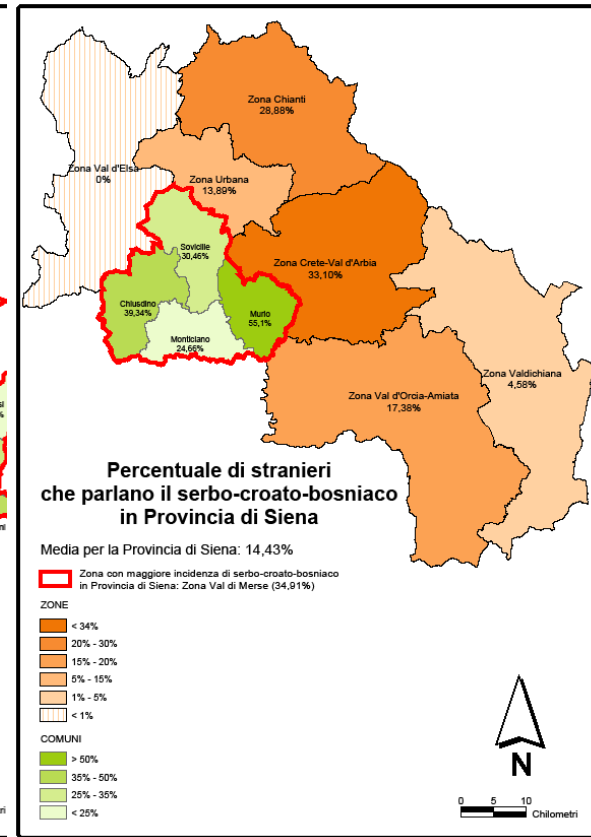 Zona Chianti
28,88%
Zona Val d'Elsa
0%
Zona Urbana
13,89%
Sovicille
30,46%
Zona Crete-Val d'Arbia
33,10%
Chiusdino
39,34%
Murlo
55,1%
Monticiano
24,66%
Zona Valdichiana
4,58%
Zona Val d'Orcia-Amiata
17,38%
Percentuale di stranieri
che parlano il serbo-croato-bosniaco
in Provincia di Siena
Media per la Provincia di Siena: 14,43%
Zona con maggiore incidenza di serbo-croato-bosniaco
in Provincia di Siena: Zona Val di Merse (34,91%)
ZONE
< 34%
20% - 30%
15% - 20%
5% - 15%
1% - 5%
< 1%
COMUNI
> 50%
35% - 50%
25% - 35%
< 25%
N
0 5 10
Chilometri